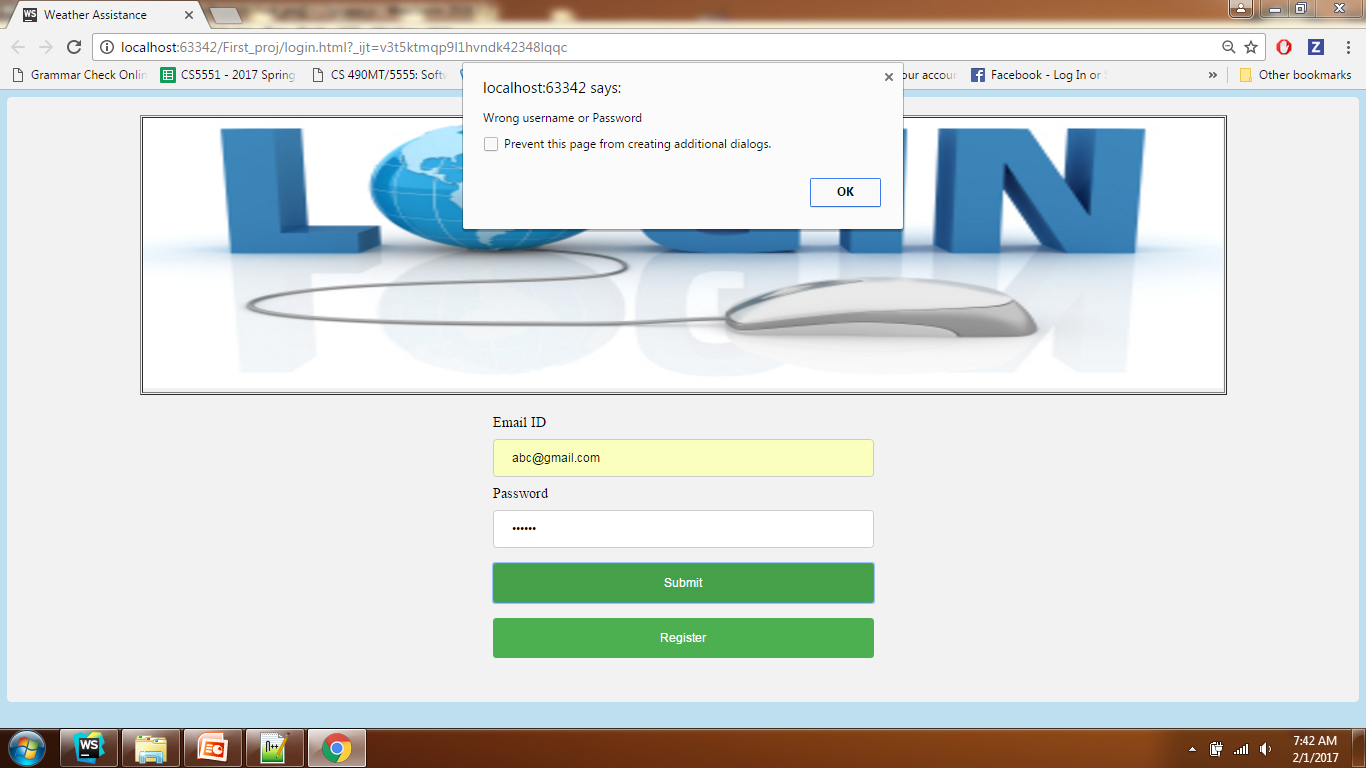 Weather Assistance
localhost:63342/First_proj/login.html?_ijt=v3t5ktmqp9l1hvndk42348lqqc
Grammar Check Onlin
CS5551 - 2017 Spring
CS 490MT/5555: Soft
our accoun
Facebook - Log In or S
»
Other bookmarks
localhost:63342 says:
Wrong username or Password
Prevent this page from creating additional dialogs.
OK
LOGIN
Email ID
abc@gmail.com
Password
••••••
Submit
Register
7:42 AM
2/1/2017